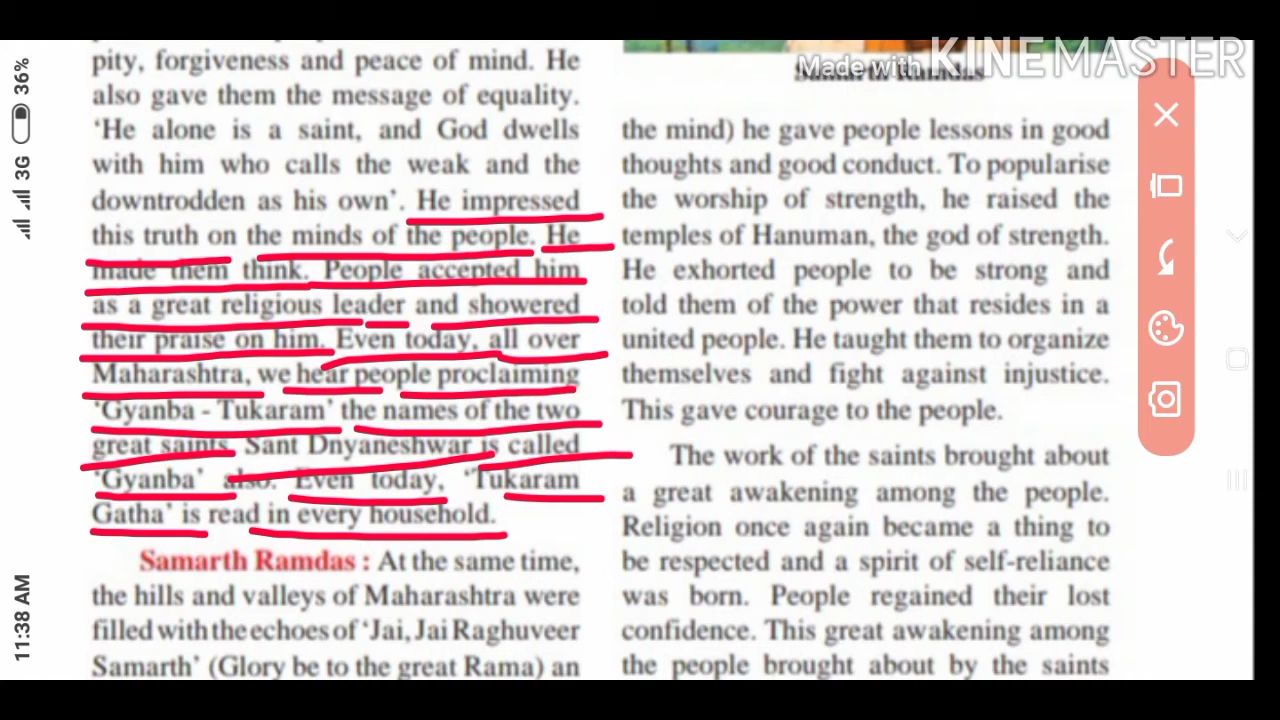 pity, forgiveness and peace of mind. He
also gave them the message of equality.
‘He alone is a saint, and God dwells
with him who calls the weak and the
downtrodden as his own’. He impressed
this truth on the minds of the people. He
made them think. People accepted him
as a great religious leader and showered
their praise on him. Even today, all over
Maharashtra, we hear people proclaiming
‘Gyanba - Tukaram’ the names of the two
great saints. Sant Dnyaneshwar is called
‘Gyanba’ also. Even today, ‘Tukaram
Gatha’ is read in every household.
Samarth Ramdas : At the same time,
the hills and valleys of Maharashtra were
filled with the echoes of ‘Jai, Jai Raghuveer
Samarth’ (Glory be to the great Rama) an
the mind) he gave people lessons in good
thoughts and good conduct. To popularise
the worship of strength, he raised the
temples of Hanuman, the god of strength.
He exhorted people to be strong and
told them of the power that resides in a
united people. He taught them to organize
themselves and fight against injustice.
This gave courage to the people.
The work of the saints brought about
a great awakening among the people.
Religion once again became a thing to
be respected and a spirit of self-reliance
was born. People regained their lost
confidence. This great awakening among
the people brought about by the saints
Made with KINEMASTER
36%
3G
11:38 AM